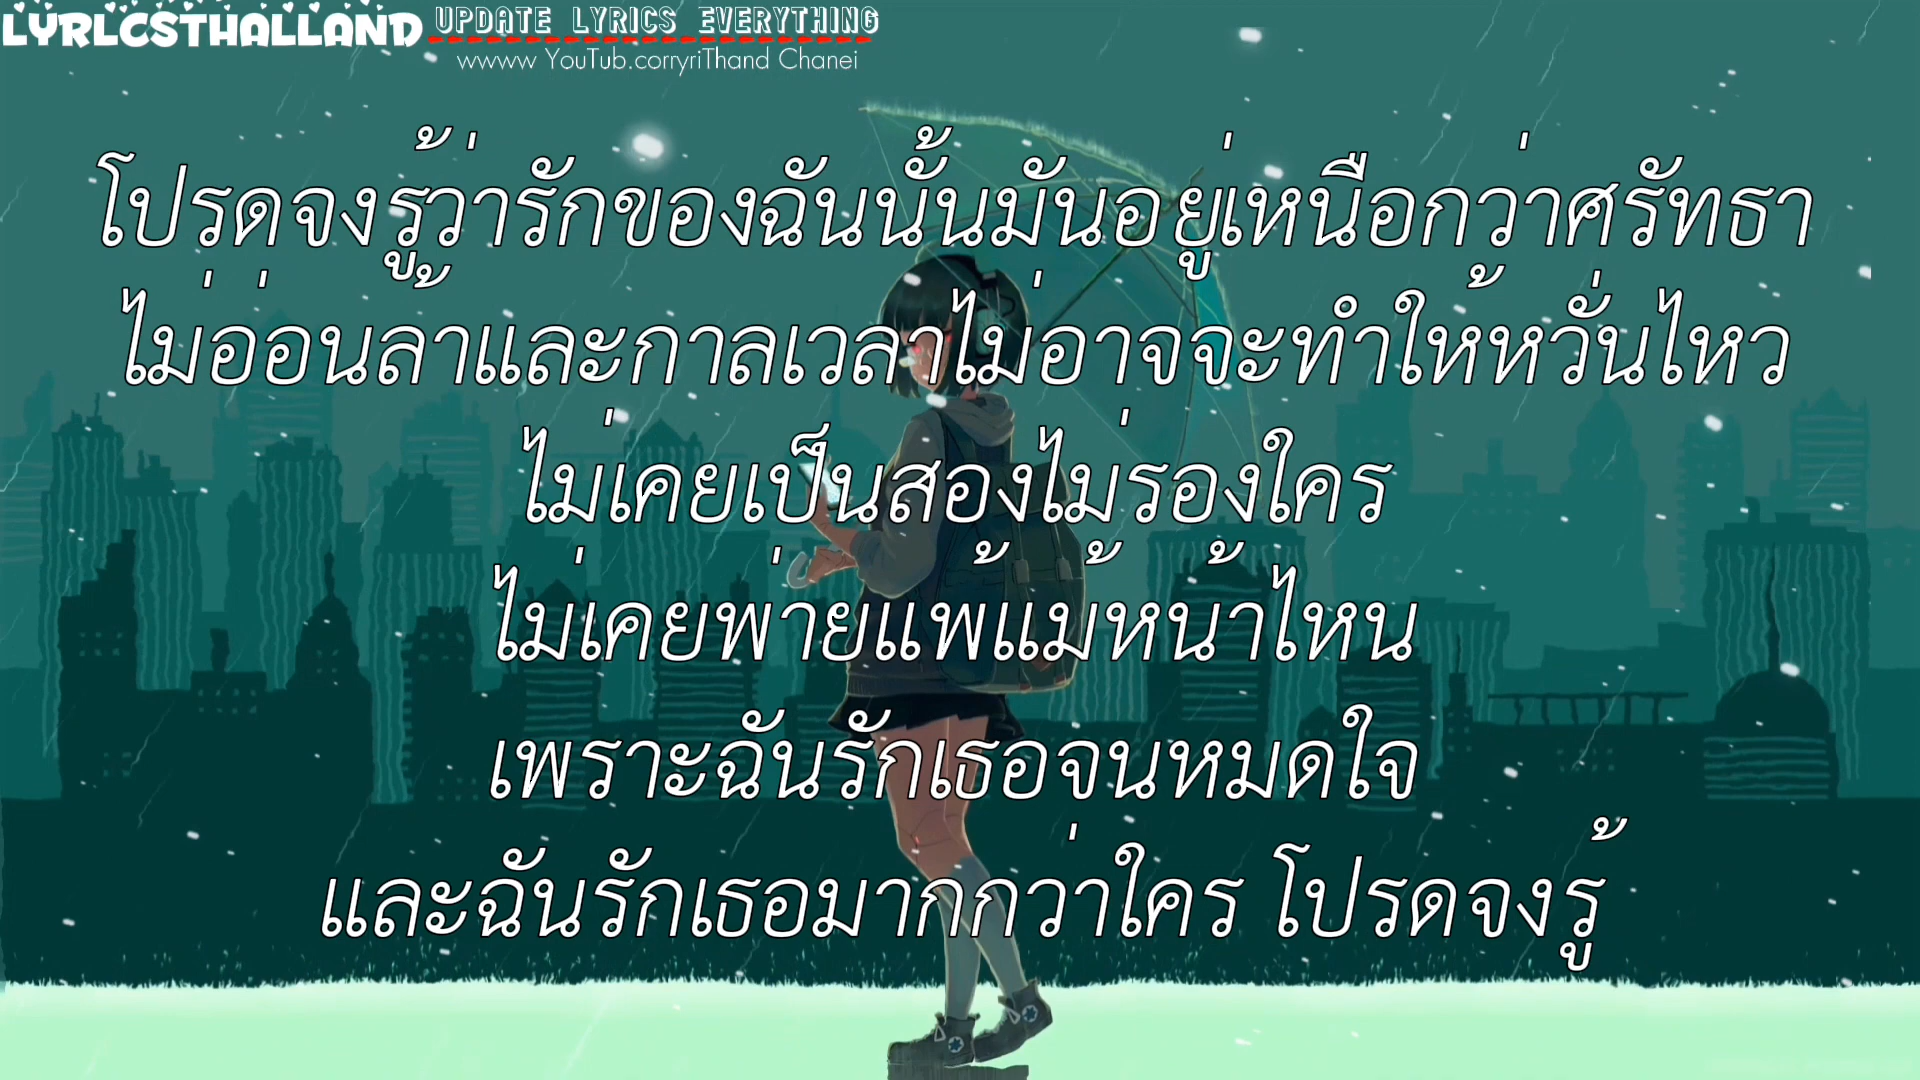 LYRLCSTHALLAND UPDATE LYRICS EVERYTHING
wwww YouTub.corryriThand Chanei
โปรดจงรู้ว่ารักของฉันนั้นมันอยู่เหนือกว่าศรัทธา
ไม่อ่อนล้าและกาลเวลาไม่อาจจะทำให้หวั่นไหว
ไม่เคยเป็นสองไม่รองใคร
ไม่เคยพ่ายแพ้แม้หน้าไหน
เพราะฉันรักเธอจนหมดใจ
และฉันรักเธอมากกว่าใคร โปรดจงรู้